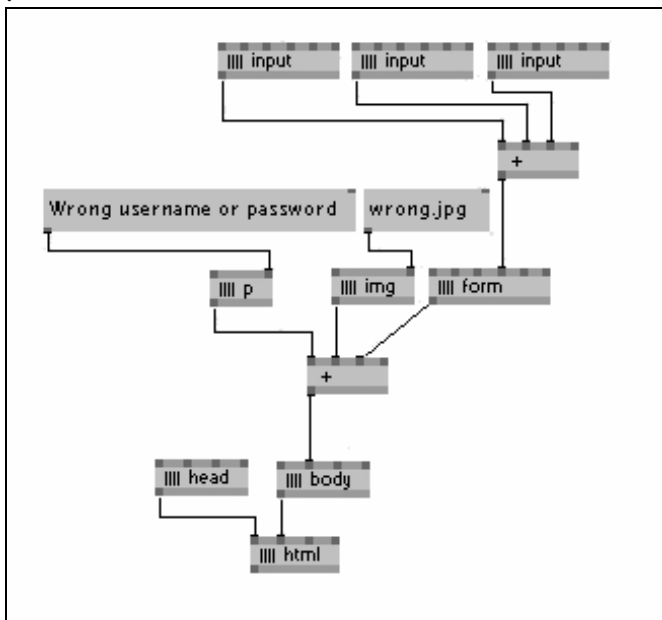 input input input
+
Wrong username or password wrong.jpg
p img form
+
head body
html